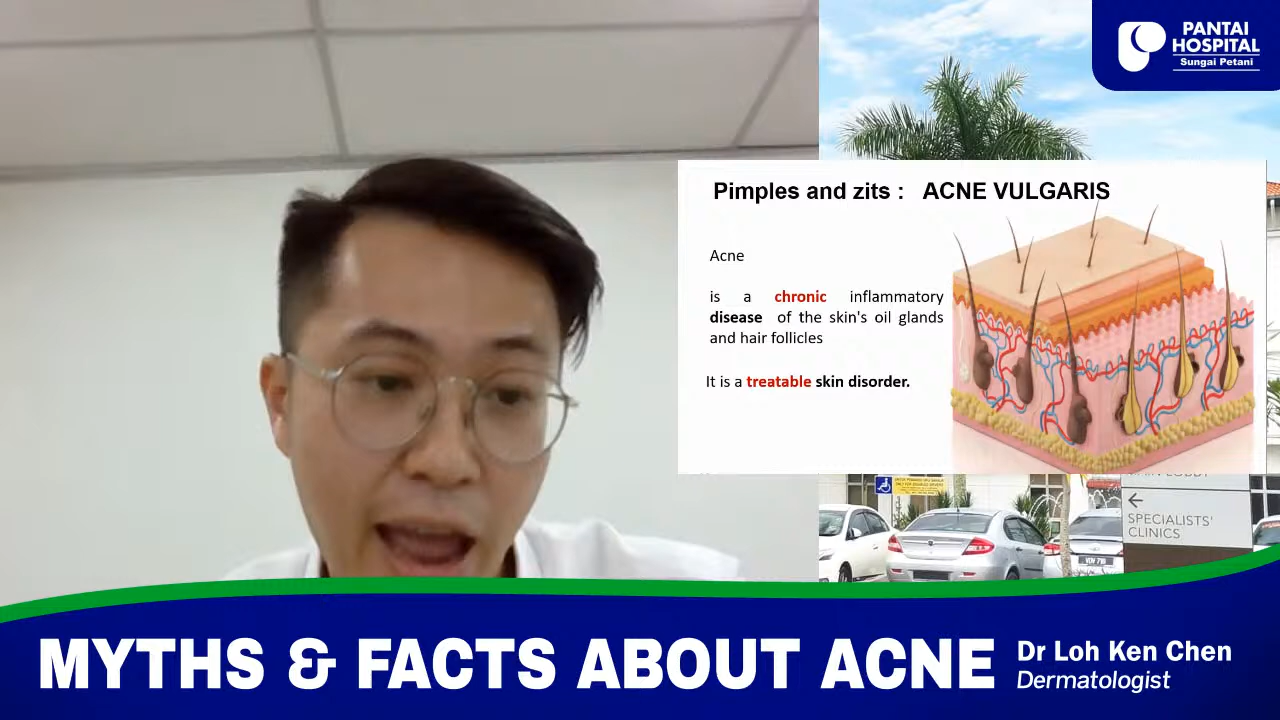 PANTAI
HOSPITAL
Sungai Petani
Pimples and zits : ACNE VULGARIS
Acne
is a chronic inflammatory
disease of the skin's oil glands
and hair follicles
It is a treatable skin disorder.
SPECIALISTS'
CLINICS
MYTHS & FACTS ABOUT ACNE
Dr Loh Ken Chen
Dermatologist